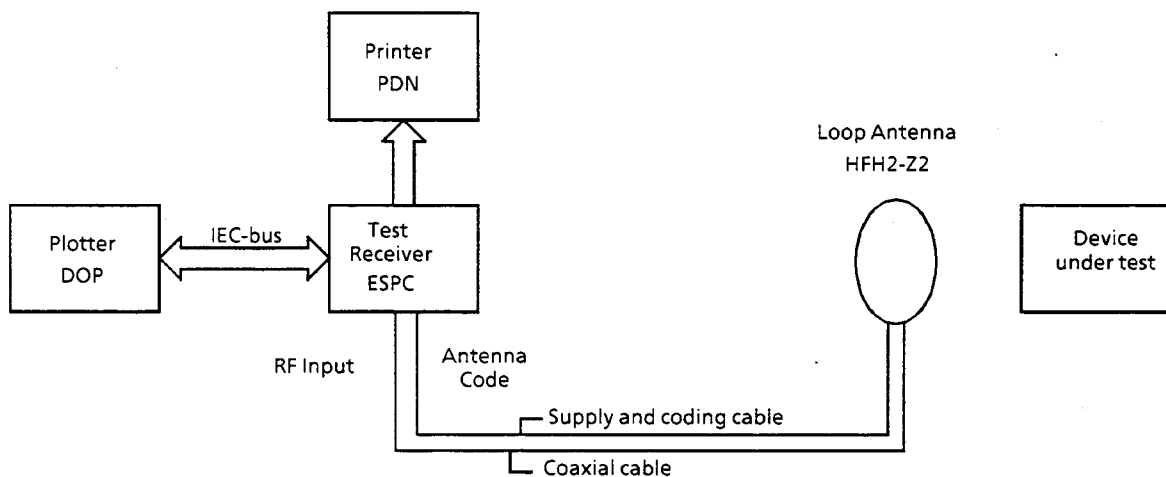 Printer
PDN
Loop Antenna
HFH2-Z2
Plotter
DOP
IEC-bus
Test
Receiver
ESPC
Device
under test
RF Input
Antenna
Code
Supply and coding cable
Coaxial cable